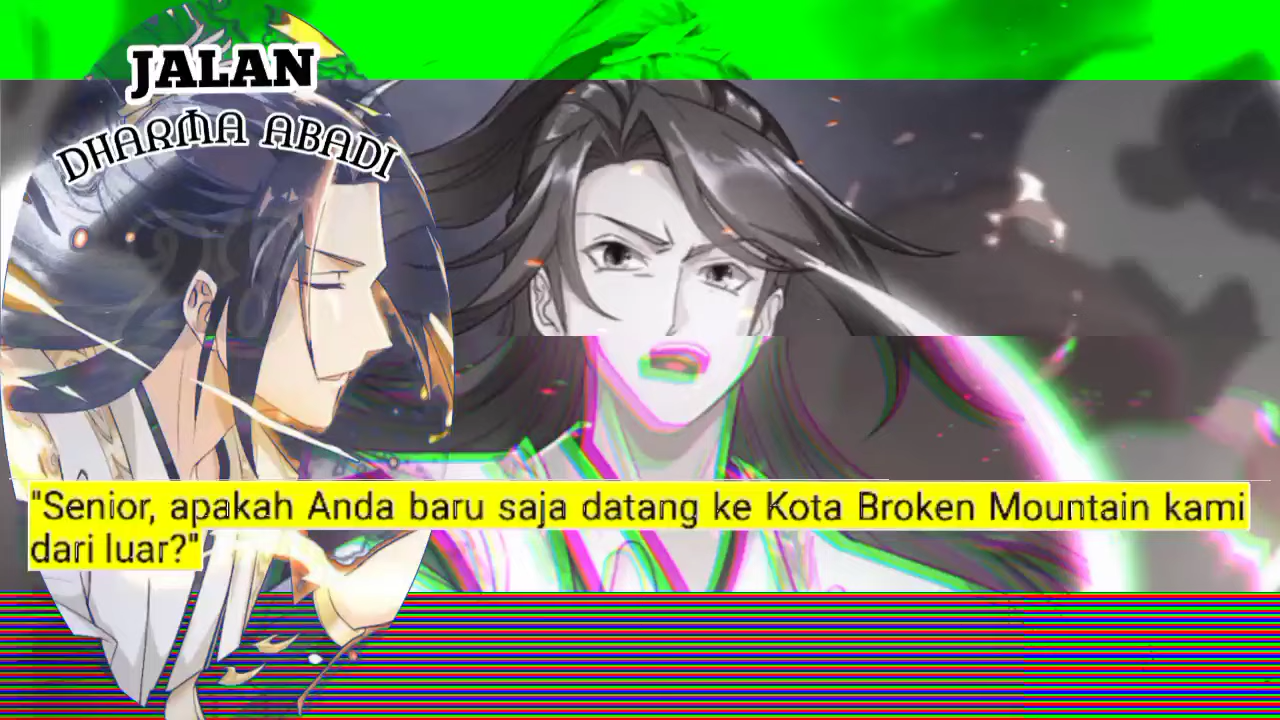 JALAN
DHARMA ABADI
"Senior, apakah Anda baru saja datang ke Kota Broken Mountain kami
dari luar?"